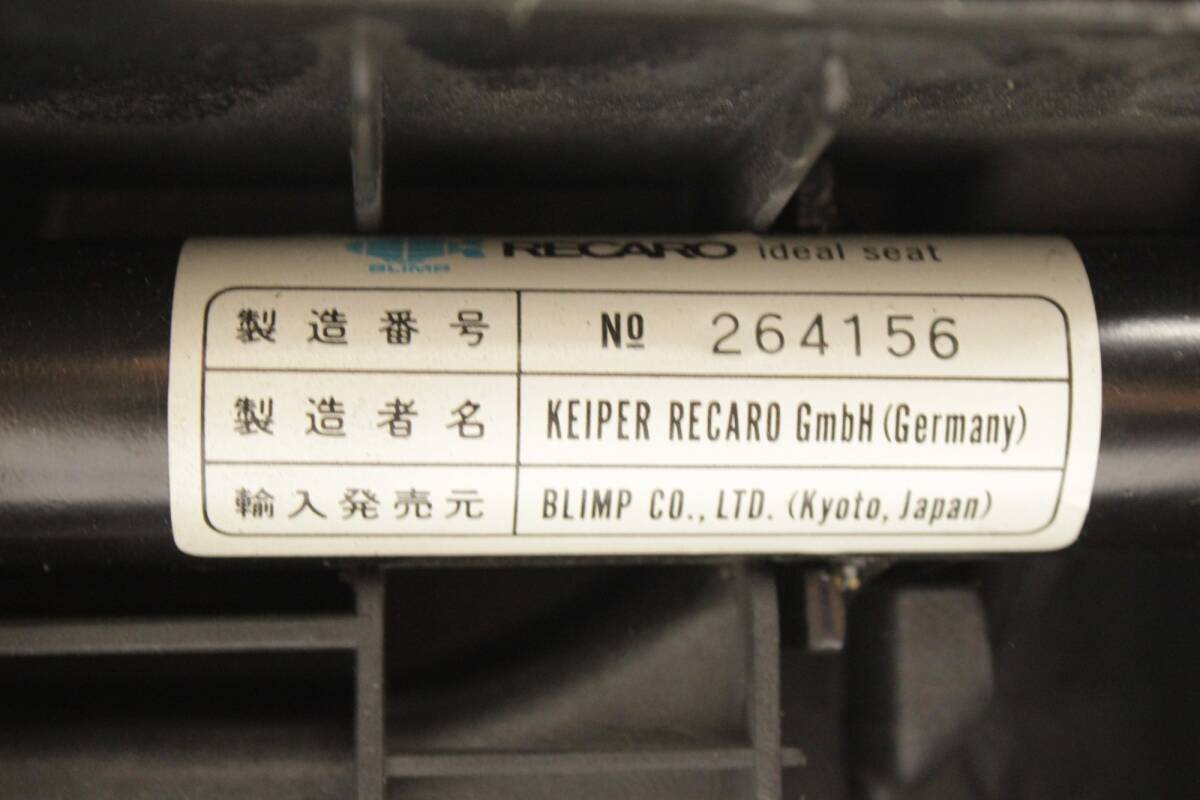 BLIMP RECARO ideal seat
製造番号 No 264156
製造者名 KEIPER RECARO GmbH (Germany)
輸入発売元 BLIMP CO., LTD. (Kyoto, Japan)